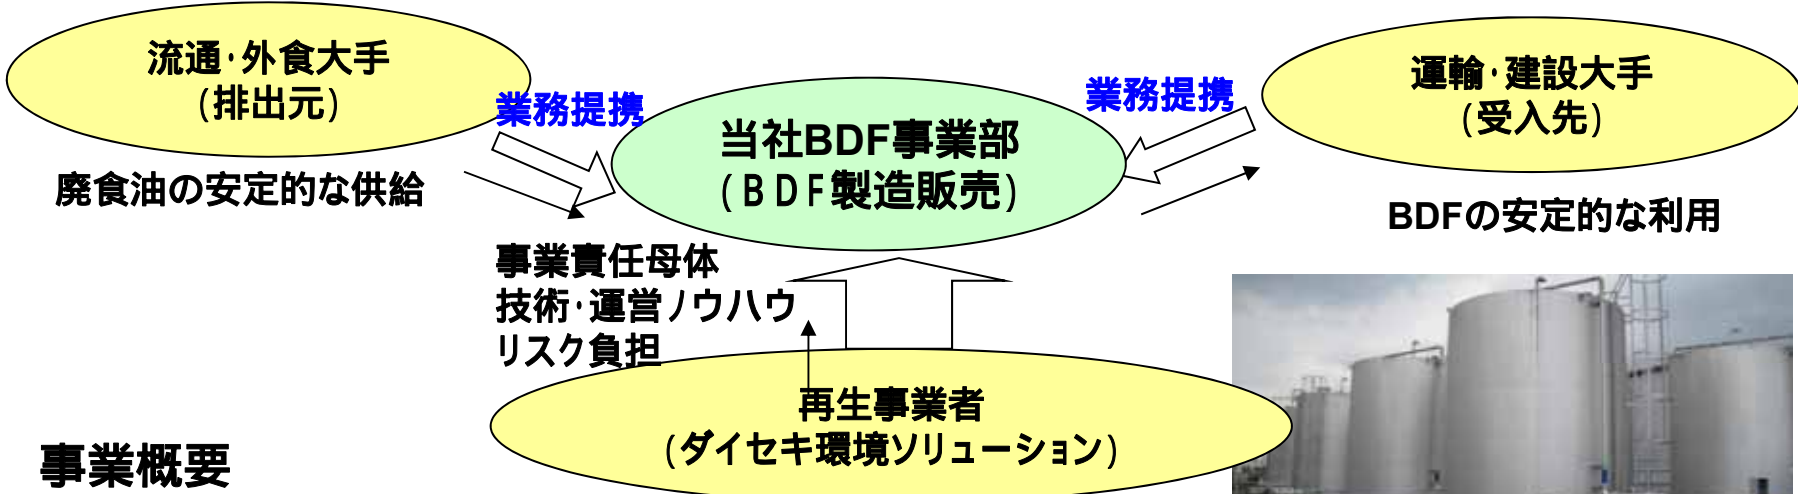 流通･外食大手
(排出元)
業務提携
業務提携
運輸･建設大手
(受入先)
当社BDF事業部
(BDF製造販売)
廃食油の安定的な供給
BDFの安定的な利用
事業責任母体
技術･運営ノウハウ
リスク負担
再生事業者
(ダイセキ環境ソリューション)
事業概要